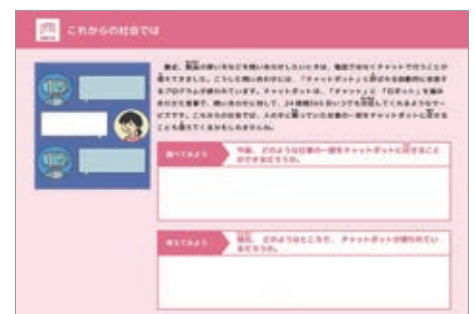 これからの社会では
最近、製品の使い方などを問い合わせしたいときは、電話ではなくチャットで行うことが
増えてきました。こうした問い合わせには、「チャットボット」と呼ばれる自動的に応答す
るプログラムが使われています。チャットボットは、「チャット」と「ロボット」を組み
合わせた言葉で、問い合わせに対して、24時間365日いつでも対応してくれるようなサー
ビスです。これからの社会では、人の手に頼っていた仕事の一部をチャットボットに任せる
ことも増えてくるかもしれませんね。
調べてみよう
今後、どのような仕事の一部をチャットボットに任せること
ができるだろうか。
考えてみよう
現在、どのようなところで、チャットボットが使われてい
るだろうか。